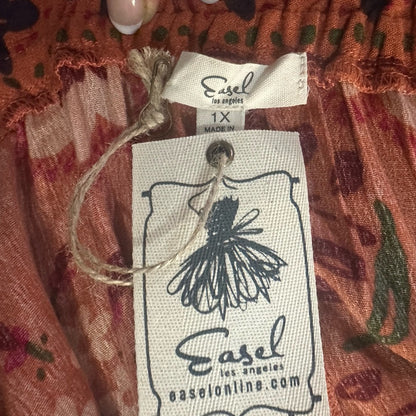 Easel
los angeles
1X
MADE IN
Easel
los angeles
easelonline.com